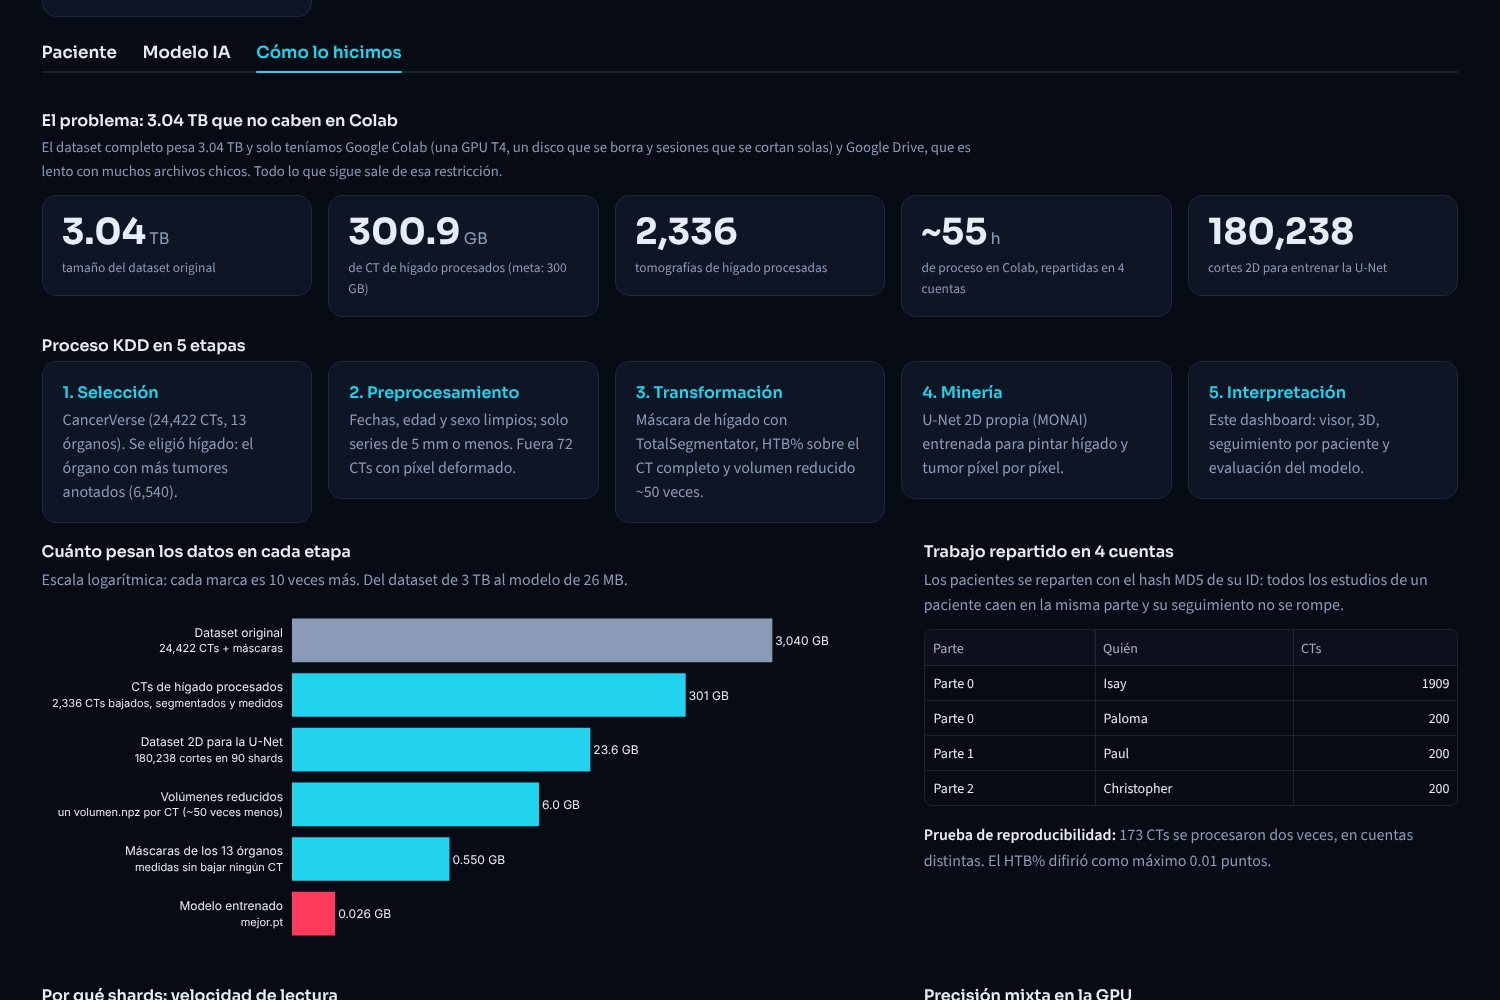 Paciente Modelo IA Cómo lo hicimos
El problema: 3.04 TB que no caben en Colab
El dataset completo pesa 3.04 TB y solo teníamos Google Colab (una GPU T4, un disco que se borra y sesiones que se cortan solas) y Google Drive, que es
lento con muchos archivos chicos. Todo lo que sigue sale de esa restricción.
3.04 TB
tamaño del dataset original
300.9 GB
de CT de hígado procesados (meta: 300
GB)
2,336
tomografías de hígado procesadas
~55 h
de proceso en Colab, repartidas en 4
cuentas
180,238
cortes 2D para entrenar la U-Net
Proceso KDD en 5 etapas
1. Selección
CancerVerse (24,422 CTs, 13
órganos). Se eligió hígado: el
órgano con más tumores
anotados (6,540).
2. Preprocesamiento
Fechas, edad y sexo limpios; solo
series de 5 mm o menos. Fuera 72
CTs con píxel deformado.
3. Transformación
Máscara de hígado con
TotalSegmentator, HTB% sobre el
CT completo y volumen reducido
~50 veces.
4. Minería
U-Net 2D propia (MONAI)
entrenada para pintar hígado y
tumor píxel por píxel.
5. Interpretación
Este dashboard: visor, 3D,
seguimiento por paciente y
evaluación del modelo.
Cuánto pesan los datos en cada etapa
Escala logarítmica: cada marca es 10 veces más. Del dataset de 3 TB al modelo de 26 MB.
Dataset original
24,422 CTs + máscaras
3,040 GB
CTs de hígado procesados
2,336 CTs bajados, segmentados y medidos
301 GB
Dataset 2D para la U-Net
180,238 cortes en 90 shards
23.6 GB
Volúmenes reducidos
un volumen.npz por CT (~50 veces menos)
6.0 GB
Máscaras de los 13 órganos
medidas sin bajar ningún CT
0.550 GB
Modelo entrenado
mejor.pt
0.026 GB
Trabajo repartido en 4 cuentas
Los pacientes se reparten con el hash MD5 de su ID: todos los estudios de un
paciente caen en la misma parte y su seguimiento no se rompe.
Parte Quién CTs
Parte 0 Isay 1909
Parte 0 Paloma 200
Parte 1 Paul 200
Parte 2 Christopher 200
Prueba de reproducibilidad: 173 CTs se procesaron dos veces, en cuentas
distintas. El HTB% difirió como máximo 0.01 puntos.
Por qué shards: velocidad de lectura
Precisión mixta en la GPU